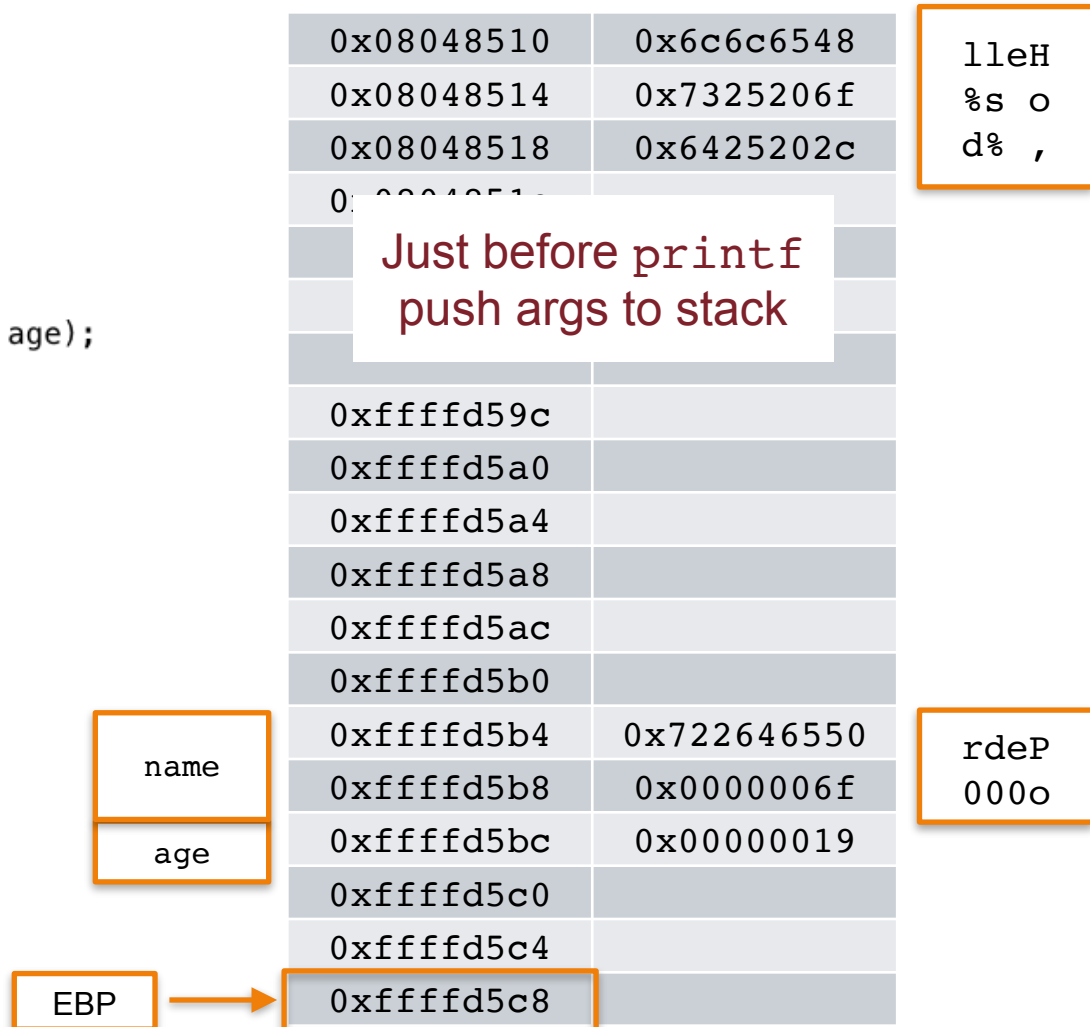 0x08048510 0x6c6c6548
0x08048514 0x7325206f
0x08048518 0x6425202c
lleH
%s o
d% ,
Just before printf
push args to stack
age);
0xffffd59c
0xffffd5a0
0xffffd5a4
0xffffd5a8
0xffffd5ac
0xffffd5b0
name
0xffffd5b4 0x722646550
0xffffd5b8 0x0000006f
rdeP
000o
age
0xffffd5bc 0x00000019
0xffffd5c0
0xffffd5c4
EBP
0xffffd5c8